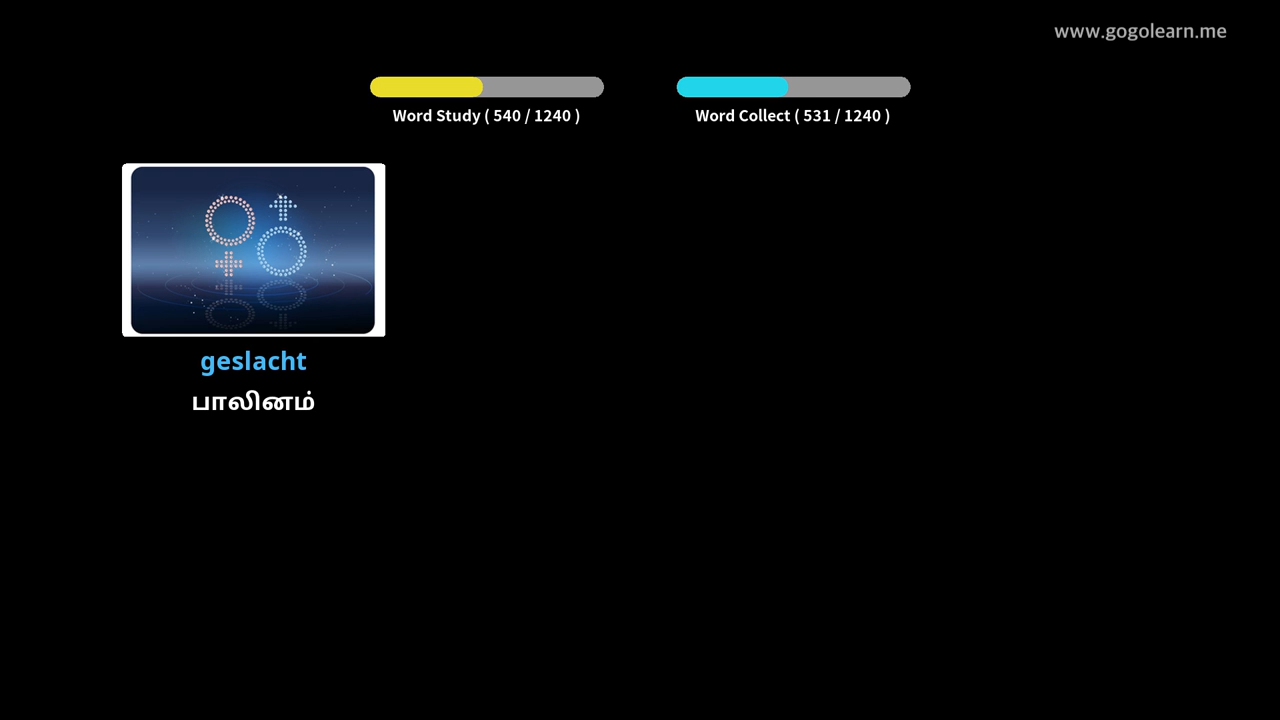 www.gogolearn.me
Word Study ( 540 / 1240 )
Word Collect ( 531 / 1240 )
geslacht
பாலினம்